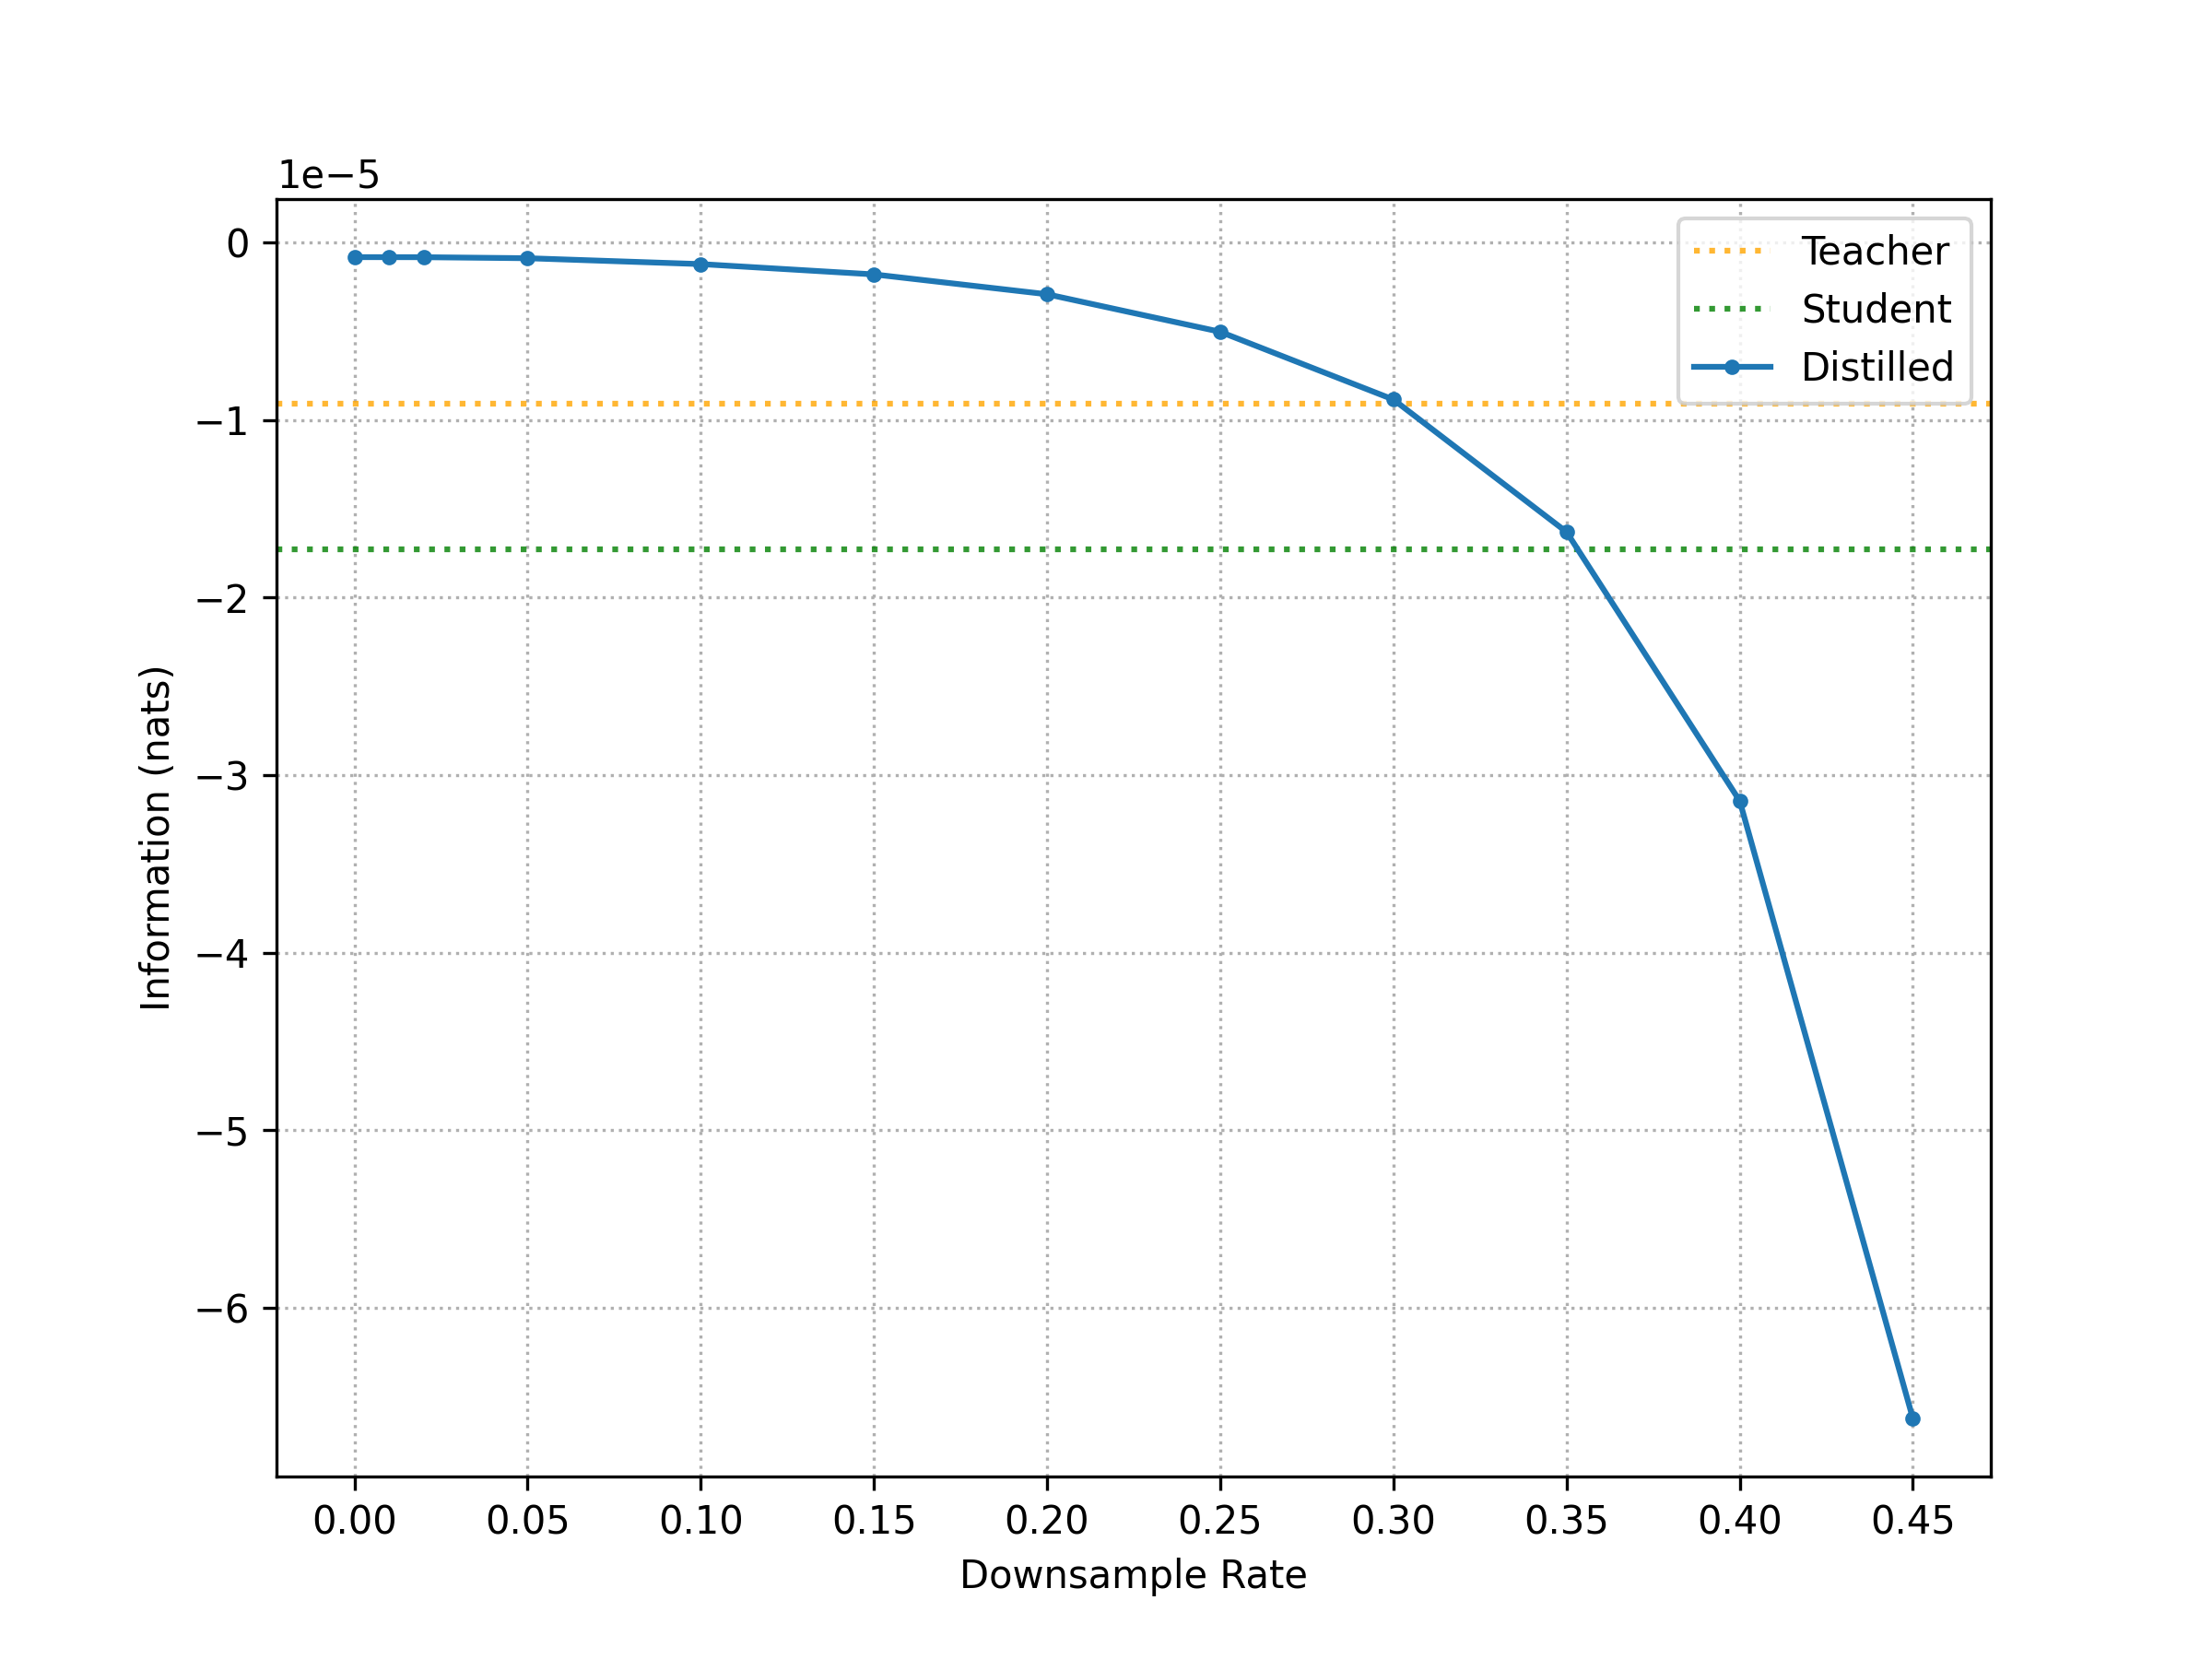 1e−5
0
−1
−2
−3
−4
−5
−6
Information (nats)
Teacher
Student
Distilled
0.00 0.05 0.10 0.15 0.20 0.25 0.30 0.35 0.40 0.45
Downsample Rate